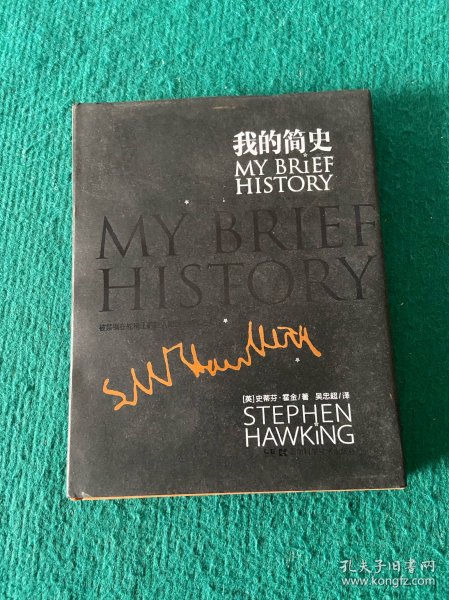 我的简史
MY BRiEF
HISTORY
MY BRIEF
HISTORY
[英]史蒂芬·霍金/著 吴忠超/译
STEPHEN
HAWKiNG
孔夫子旧书网
www.kongfz.com